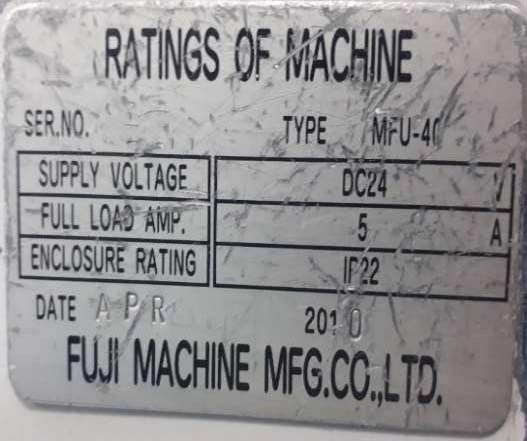 RATINGS OF MACHINE
SER.NO. TYPE MFU-40
SUPPLY VOLTAGE DC24 V
FULL LOAD AMP. 5 A
ENCLOSURE RATING IP22
DATE APR 2010
FUJI MACHINE MFG.CO.,LTD.